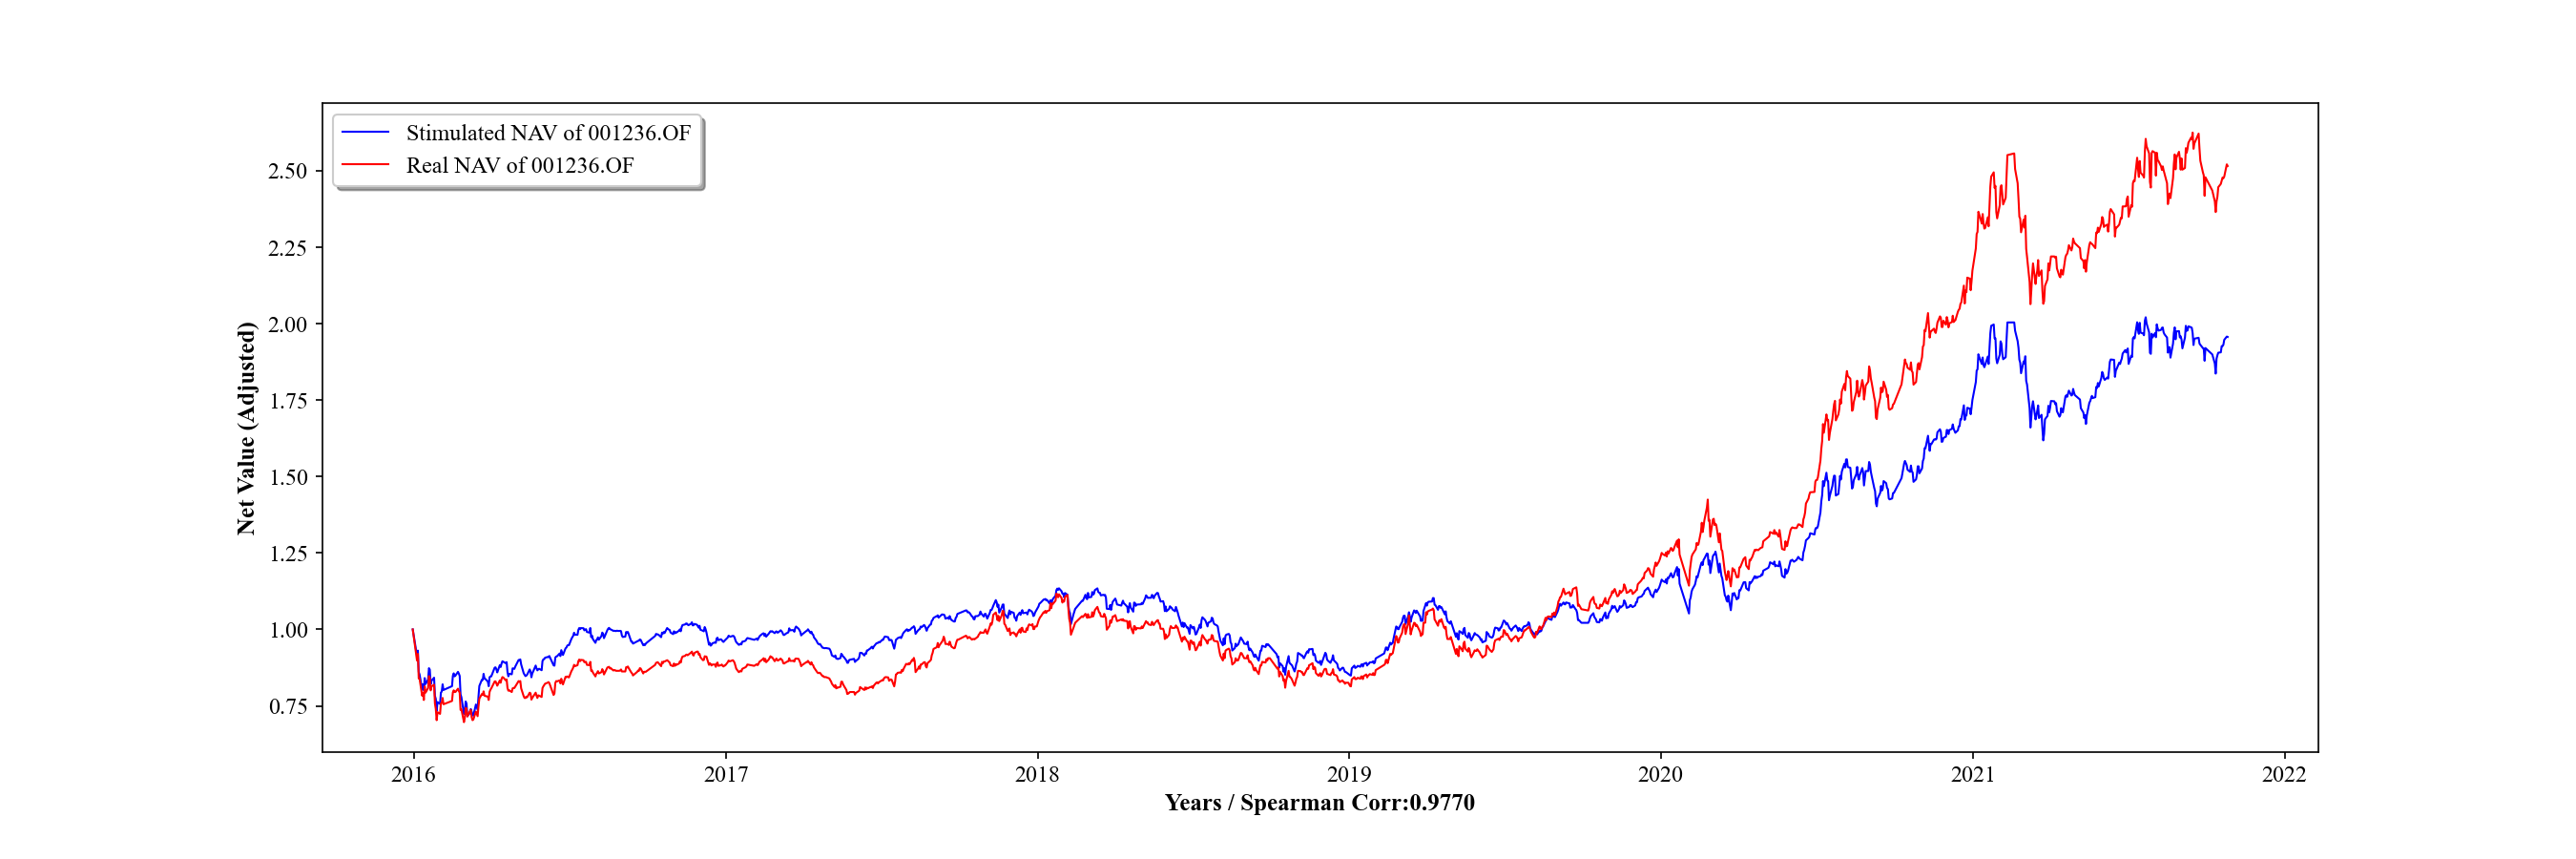 Stimulated NAV of 001236.OF
Real NAV of 001236.OF
2.50
2.25
2.00
1.75
1.50
1.25
1.00
0.75
Net Value (Adjusted)
2016 2017 2018 2019 2020 2021 2022
Years / Spearman Corr:0.9770